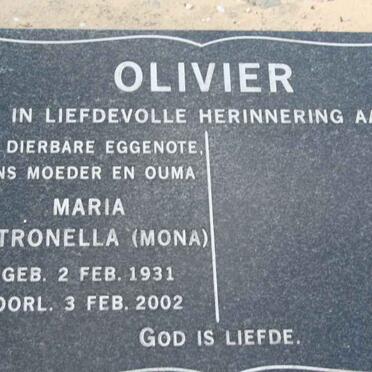 OLIVIER
IN LIEFDEVOLLE HERINNERING A
DIERBARE EGGENOTE,
NS MOEDER EN OUMA
MARIA
TRONELLA (MONA)
GEB. 2 FEB. 1931
OORL. 3 FEB. 2002
GOD IS LIEFDE.